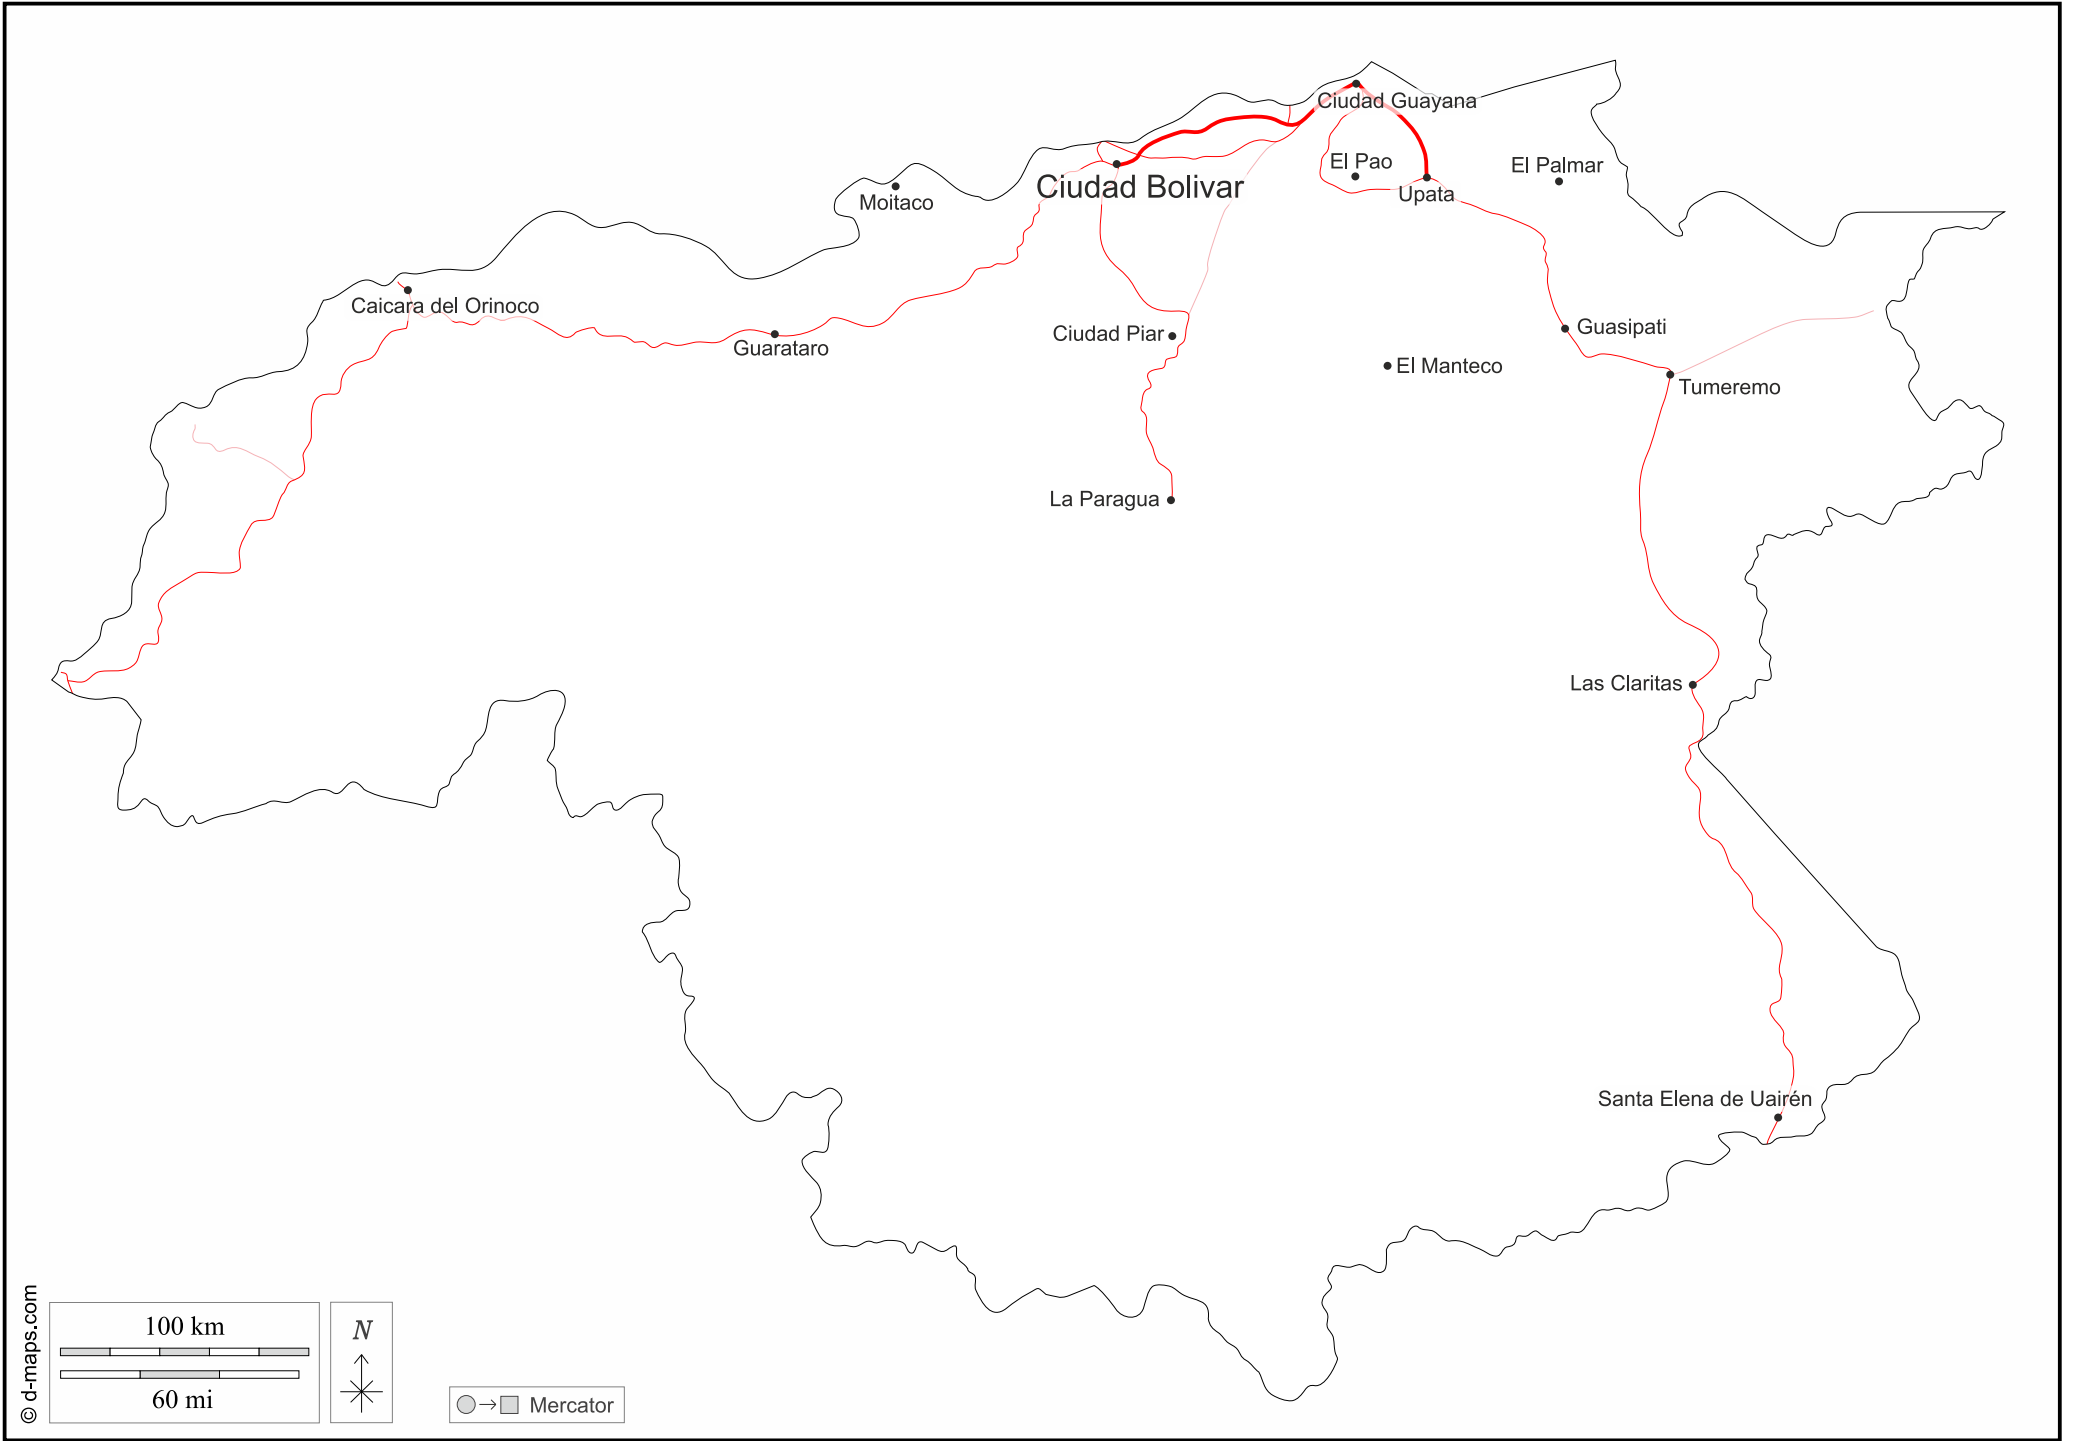 Ciudad Guayana
El Pao
El Palmar
Ciudad Bolivar
Upata
Moitaco
Caicara del Orinoco
Guasipati
Ciudad Piar
Guarataro
El Manteco
Tumeremo
La Paragua
Las Claritas
Santa Elena de Uairén
© d-maps.com
100 km
60 mi
N
Mercator